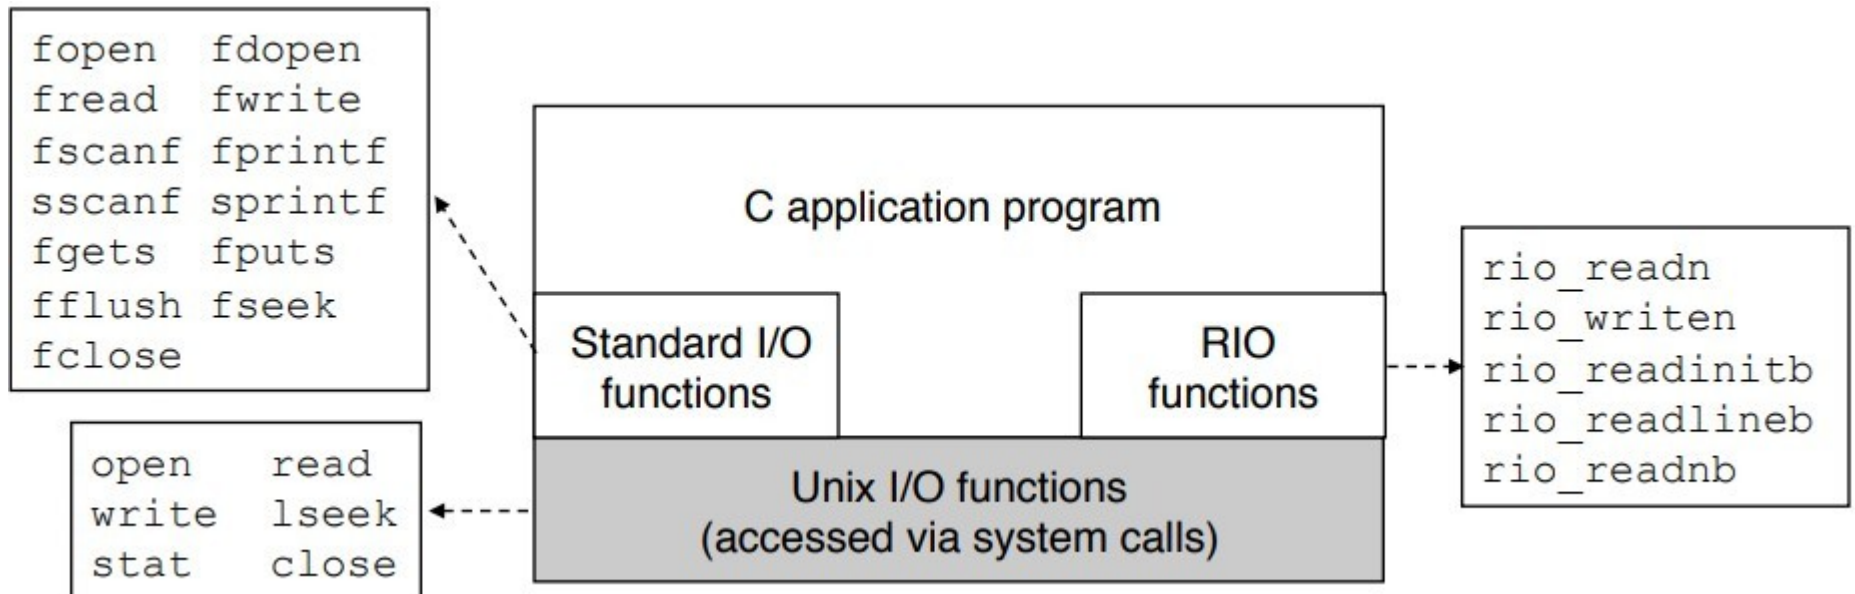 fopen fdopen
fread fwrite
fscanf fprintf
sscanf sprintf
fgets fputs
fflush fseek
fclose
open read
write lseek
stat close
C application program
Standard I/O
functions
RIO
functions
Unix I/O functions
(accessed via system calls)
rio_readn
rio_writen
rio_readinitb
rio_readlineb
rio_readnb